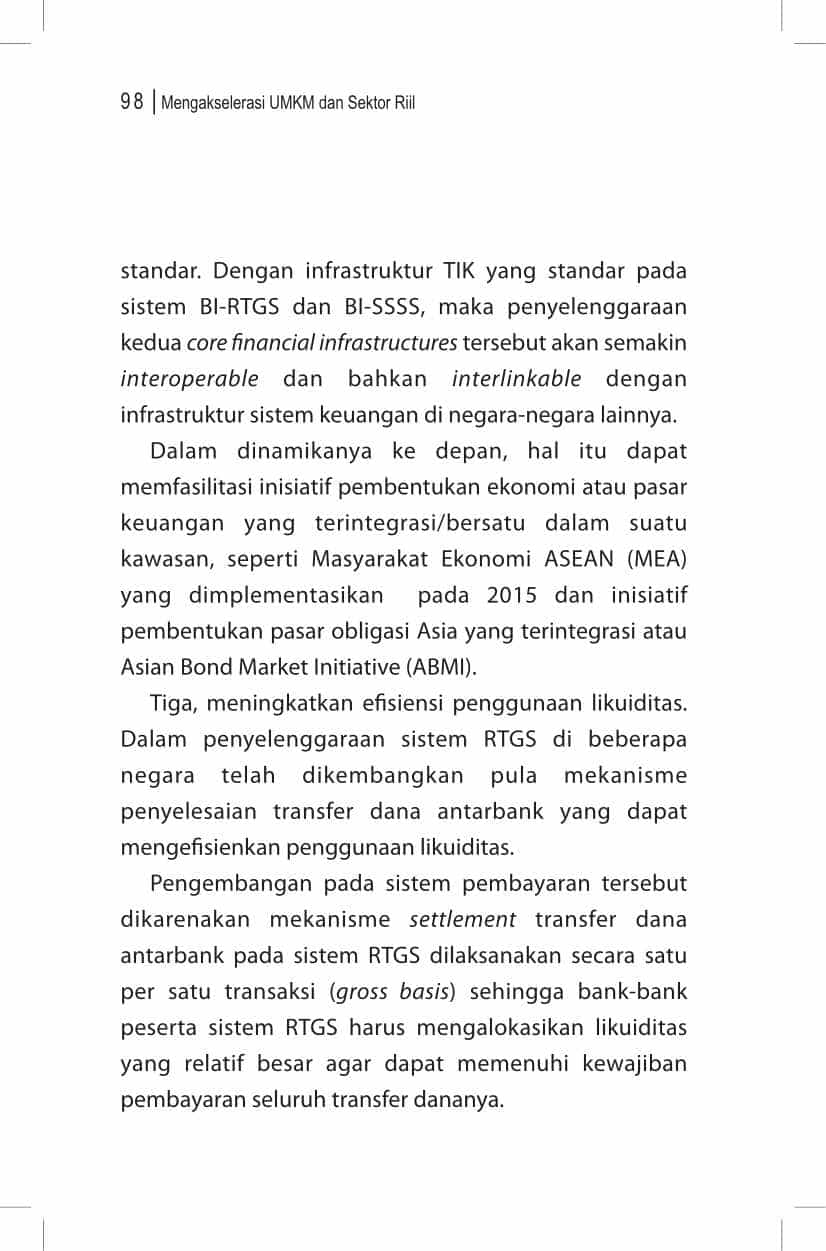 98 | Mengakselerasi UMKM dan Sektor Riil
standar. Dengan infrastruktur TIK yang standar pada
sistem BI-RTGS dan BI-SSSS, maka penyelenggaraan
kedua core financial infrastructures tersebut akan semakin
interoperable dan bahkan interlinkable dengan
infrastruktur sistem keuangan di negara-negara lainnya.
Dalam dinamikanya ke depan, hal itu dapat
memfasilitasi inisiatif pembentukan ekonomi atau pasar
keuangan yang terintegrasi/bersatu dalam suatu
kawasan, seperti Masyarakat Ekonomi ASEAN (MEA)
yang dimplementasikan pada 2015 dan inisiatif
pembentukan pasar obligasi Asia yang terintegrasi atau
Asian Bond Market Initiative (ABMI).
Tiga, meningkatkan efisiensi penggunaan likuiditas.
Dalam penyelenggaraan sistem RTGS di beberapa
negara telah dikembangkan pula mekanisme
penyelesaian transfer dana antarbank yang dapat
mengefisienkan penggunaan likuiditas.
Pengembangan pada sistem pembayaran tersebut
dikarenakan mekanisme settlement transfer dana
antarbank pada sistem RTGS dilaksanakan secara satu
per satu transaksi (gross basis) sehingga bank-bank
peserta sistem RTGS harus mengalokasikan likuiditas
yang relatif besar agar dapat memenuhi kewajiban
pembayaran seluruh transfer dananya.